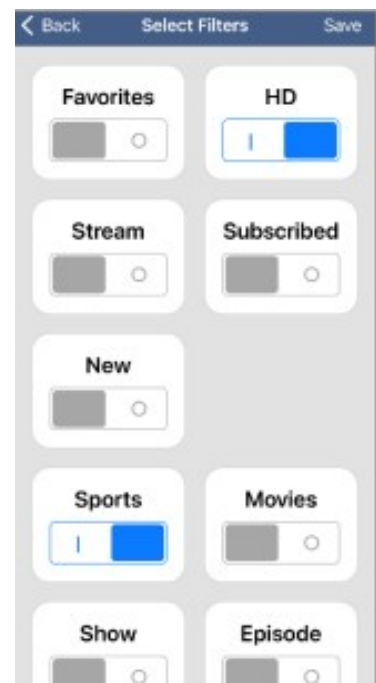 Back Select Filters Save
Favorites HD
Stream Subscribed
New
Sports Movies
Show Episode